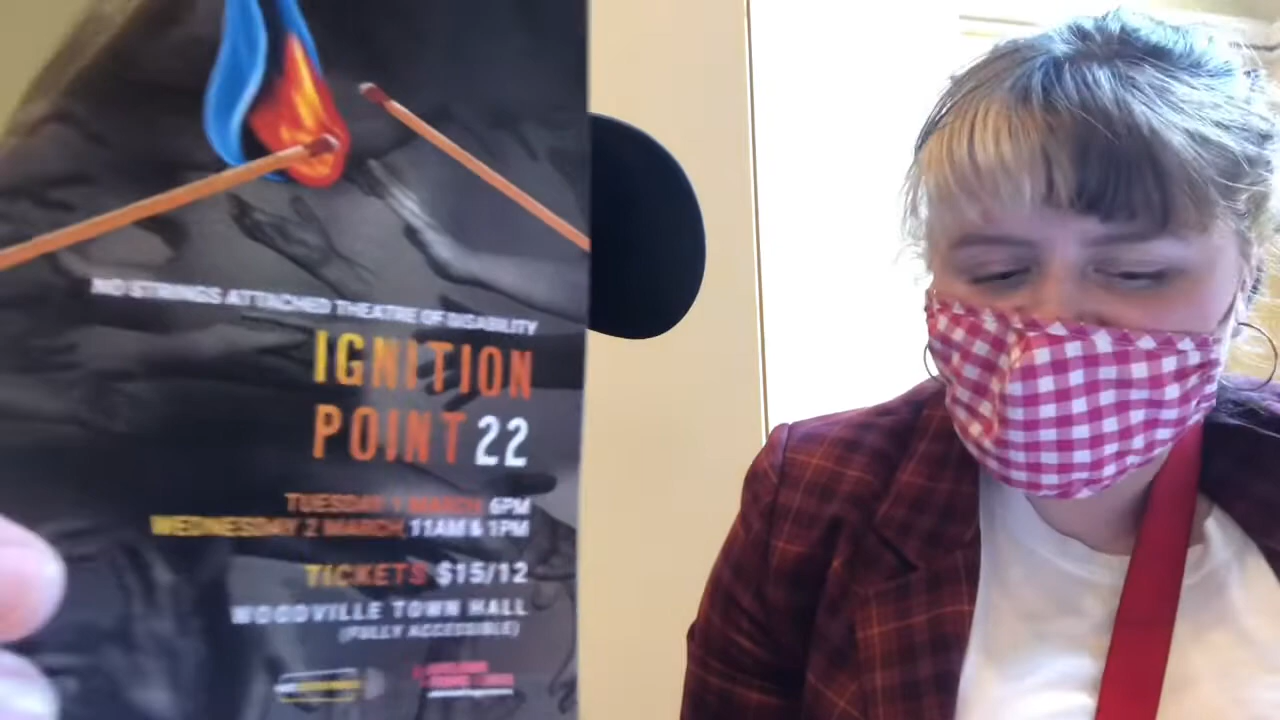 NO STRINGS ATTACHED THEATRE OF DISABILITY
IGNITION
POINT 22
TUESDAY 1 MARCH 6PM
WEDNESDAY 2 MARCH 11AM & 1PM
TICKETS $15/12
WOODVILLE TOWN HALL
(FULLY ACCESSIBLE)